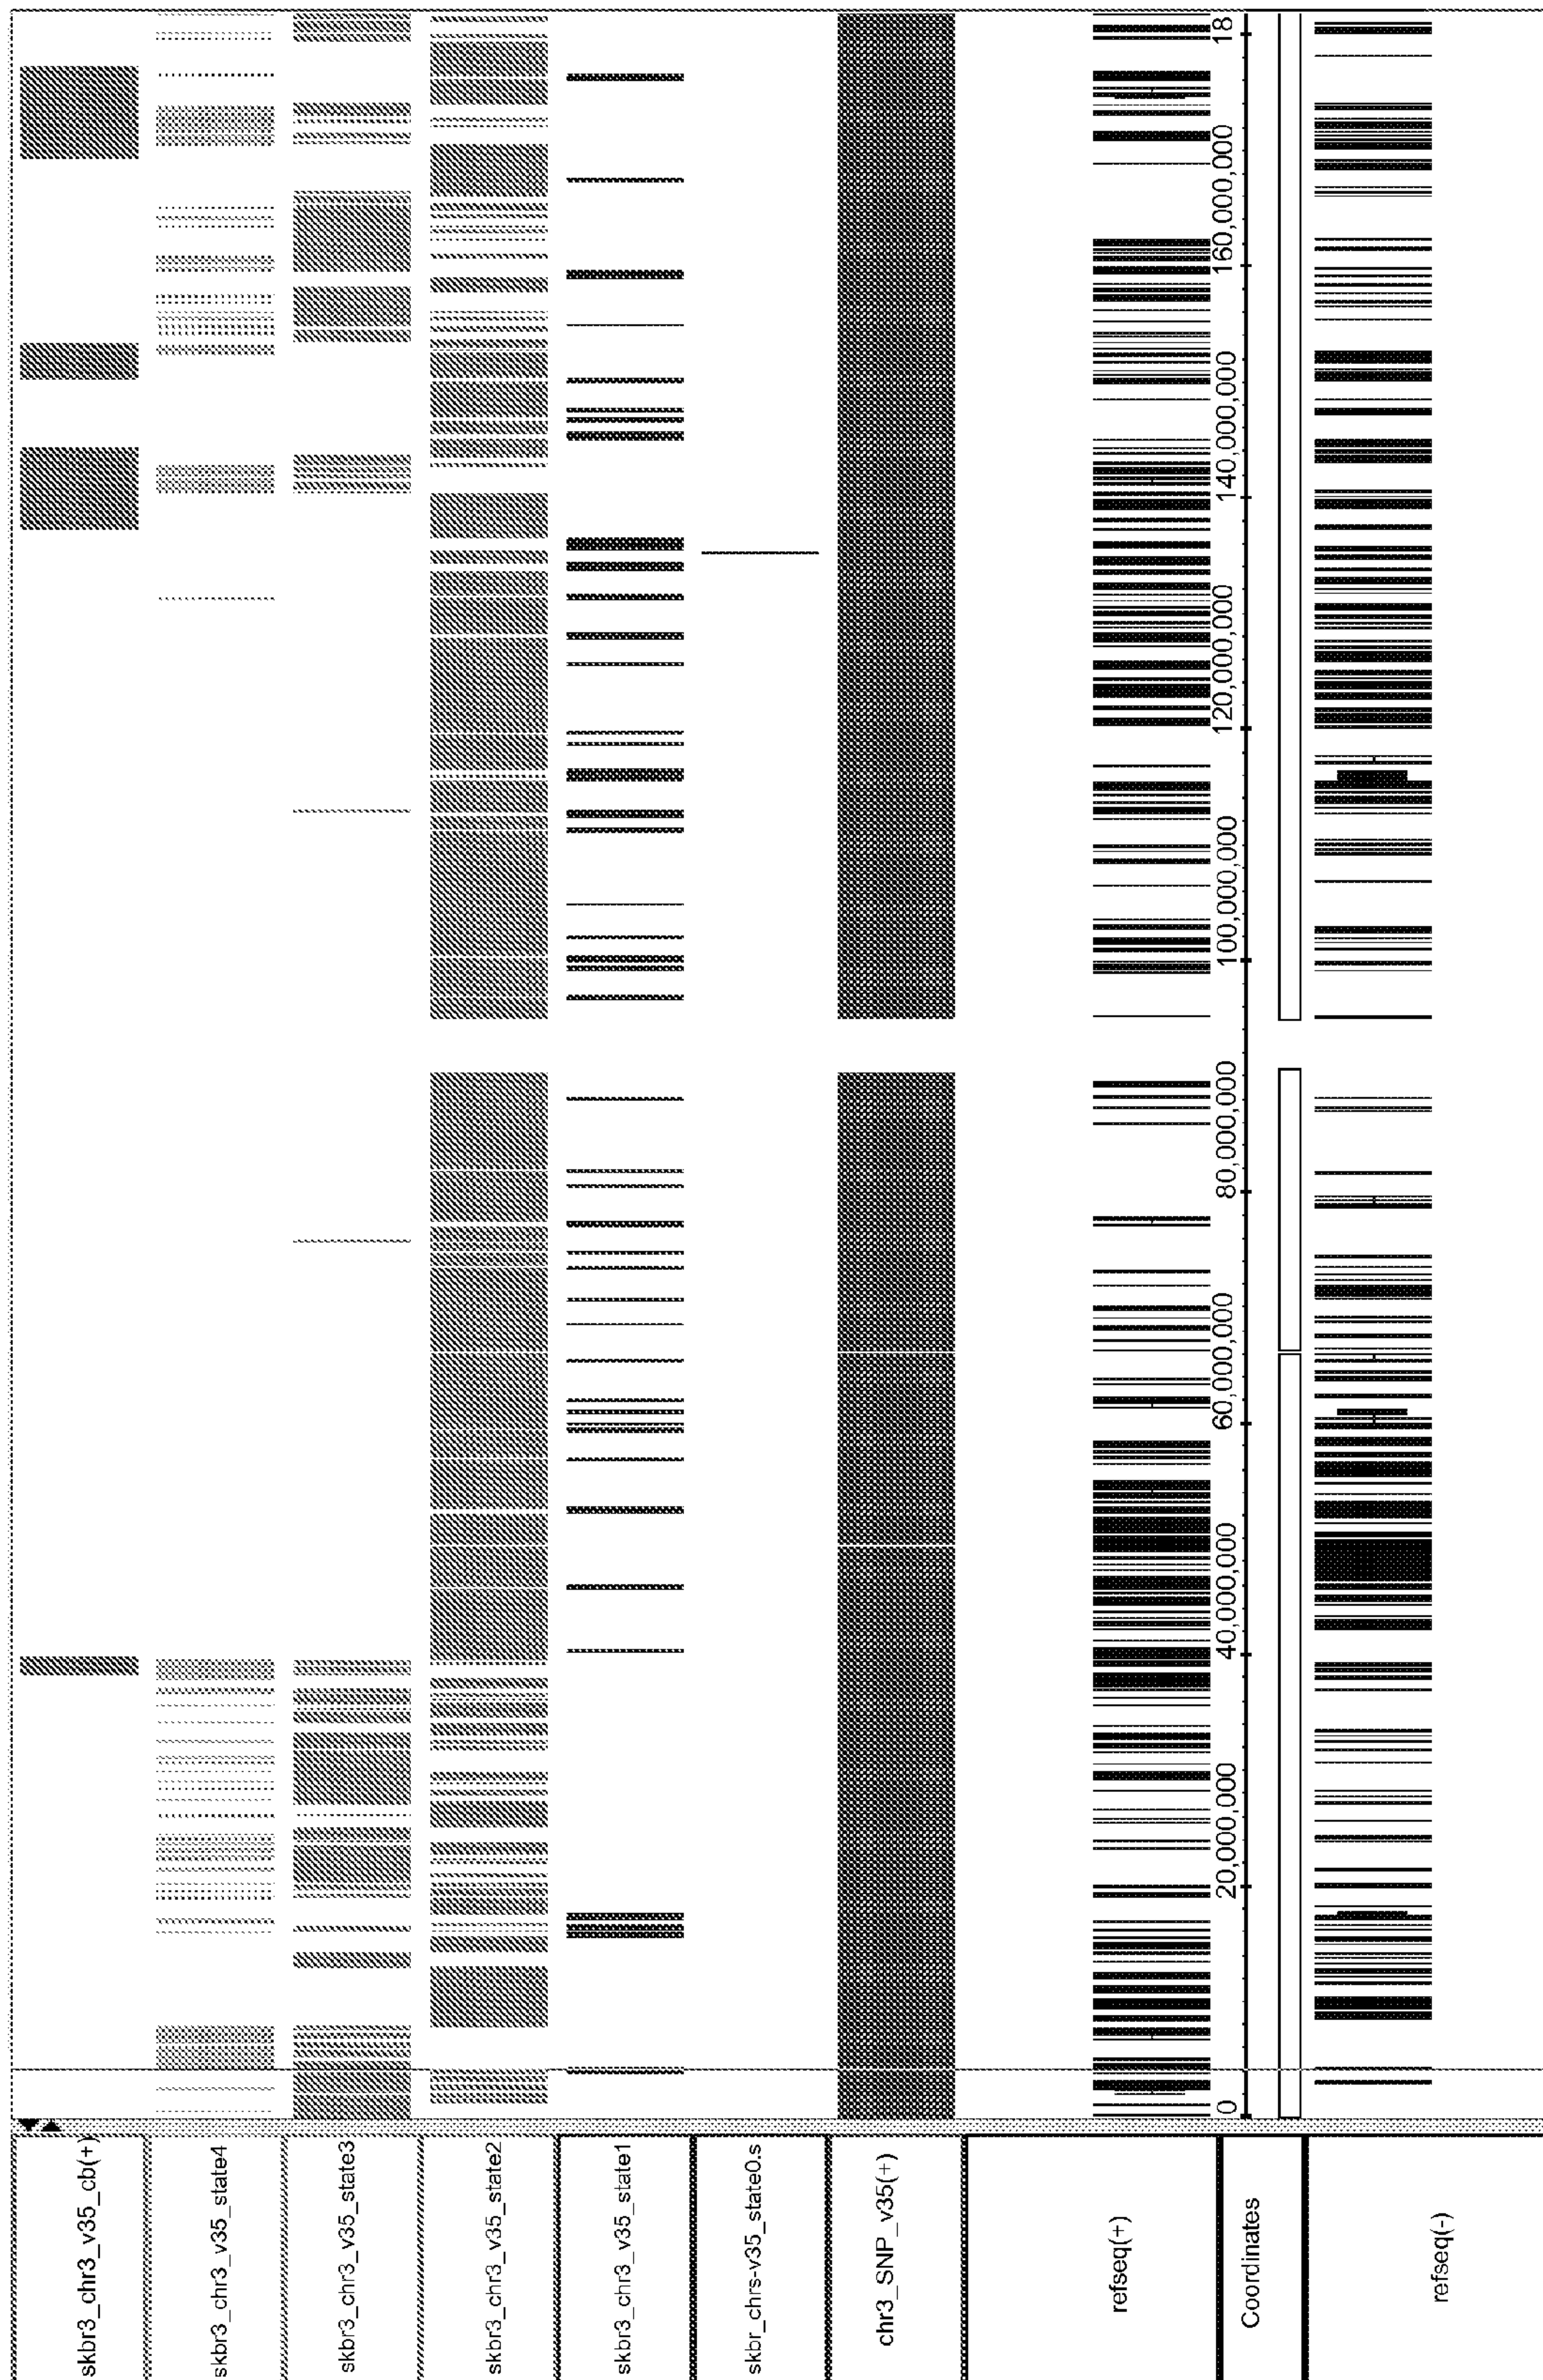 skbr3_chr3_v35_cb(+)
skbr3_chr3_v35_state4
skbr3_chr3_v35_state3
skbr3_chr3_v35_state2
skbr3_chr3_v35_state1
skbr_chrs-v35_state0.s
chr3_SNP_v35(+)
refseq(+)
Coordinates
0
20,000,000
40,000,000
60,000,000
80,000,000
100,000,000
120,000,000
140,000,000
160,000,000
18
refseq(-)